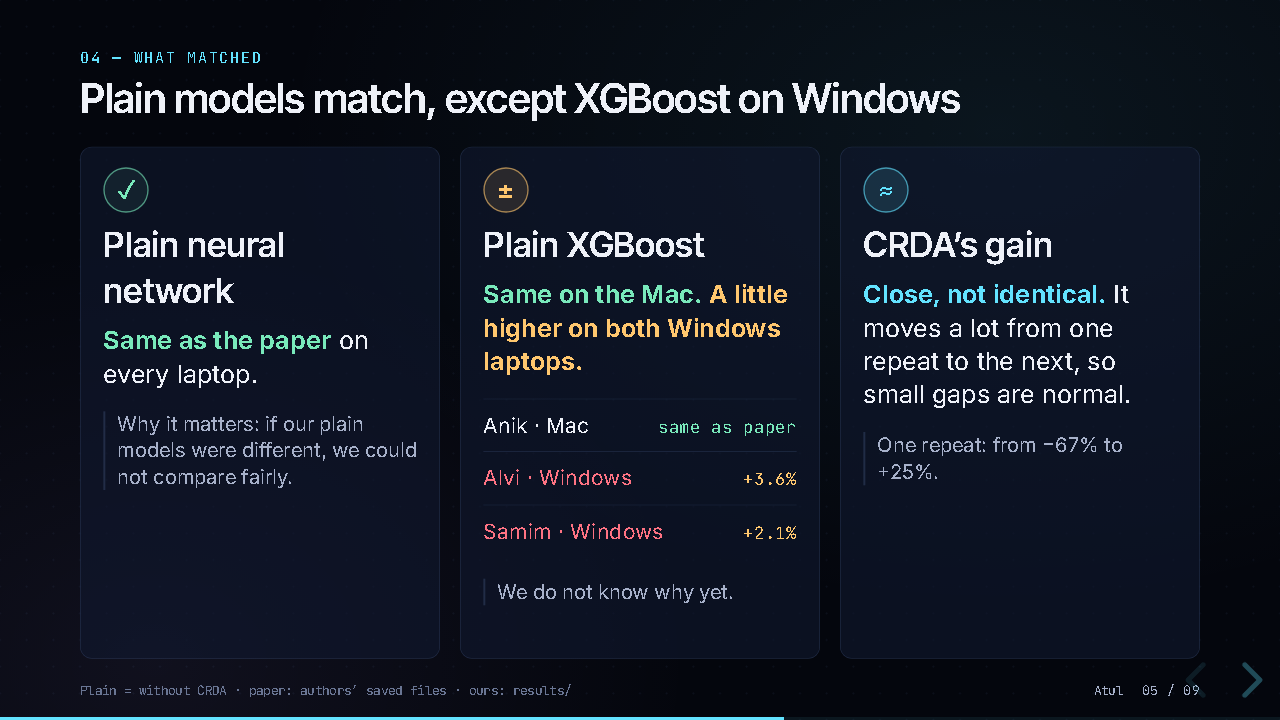 04 — WHAT MATCHED
Plain models match, except XGBoost on Windows
✓
Plain neural
network
Same as the paper on
every laptop.
Why it matters: if our plain
models were different, we could
not compare fairly.
±
Plain XGBoost
Same on the Mac. A little
higher on both Windows
laptops.
Anik · Mac same as paper
Alvi · Windows +3.6%
Samim · Windows +2.1%
We do not know why yet.
≈
CRDA’s gain
Close, not identical. It
moves a lot from one
repeat to the next, so
small gaps are normal.
One repeat: from −67% to
+25%.
Plain = without CRDA · paper: authors’ saved files · ours: results/
Atul 05 / 09